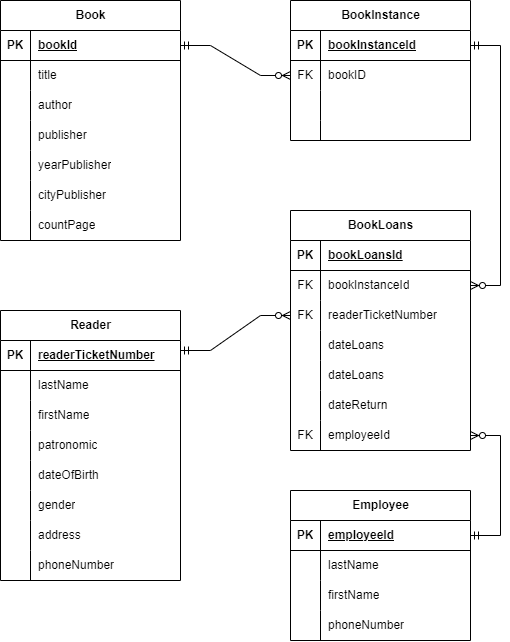 Book
PK bookId
title
author
publisher
yearPublisher
cityPublisher
countPage
BookInstance
PK bookInstanceId
FK bookID
BookLoans
PK bookLoansId
FK bookInstanceId
FK readerTicketNumber
dateLoans
dateLoans
dateReturn
FK employeeId
Reader
PK readerTicketNumber
lastName
firstName
patronomic
dateOfBirth
gender
address
phoneNumber
Employee
PK employeeId
lastName
firstName
phoneNumber